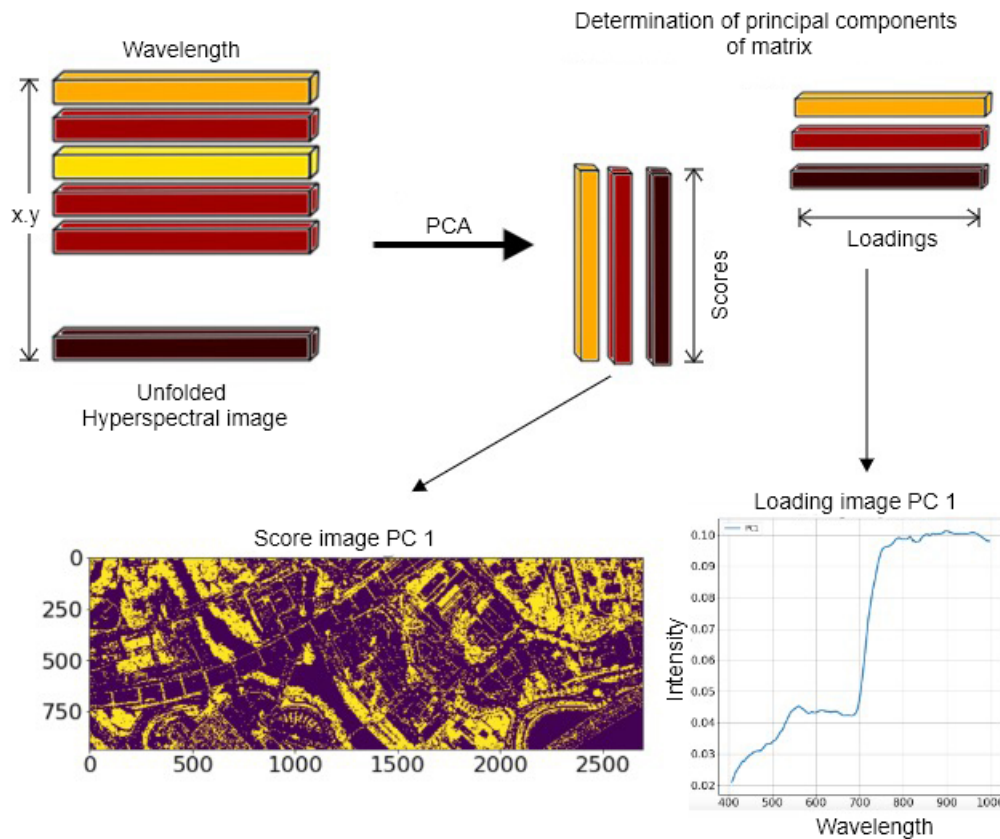 Determination of principal components
of matrix
Wavelength
x.y
PCA
Scores
Loadings
Unfolded
Hyperspectral image
Score image PC 1
0
250
500
750
0 500 1000 1500 2000 2500
Loading image PC 1
PC1
0.10
0.09
0.08
0.07
0.06
0.05
0.04
0.03
0.02
Intensity
400 500 600 700 800 900 1000
Wavelength